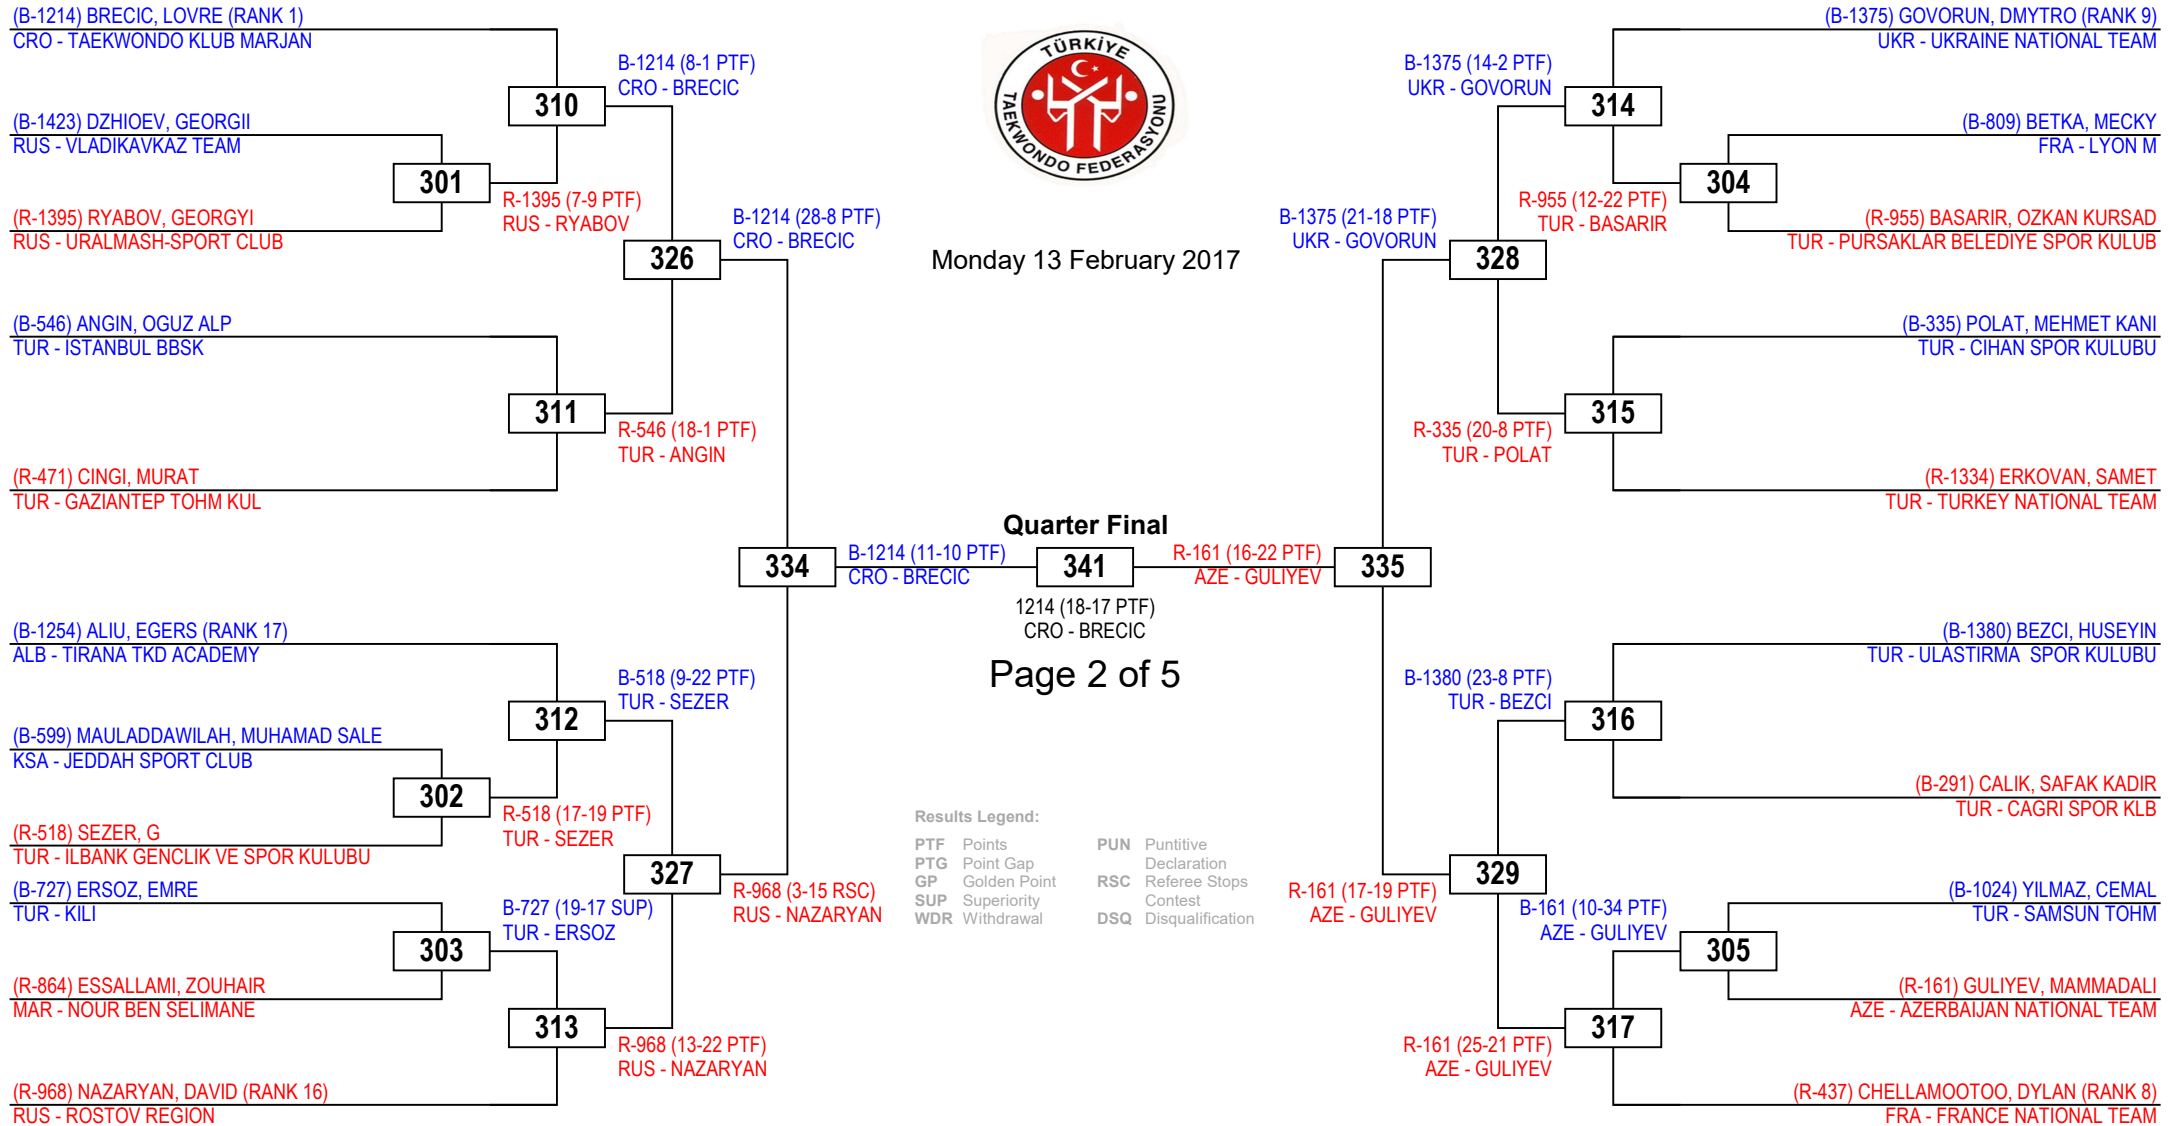 (B-1214) BRECIC, LOVRE (RANK 1)
CRO - TAEKWONDO KLUB MARJAN
(B-1423) DZHIOEV, GEORGII
RUS - VLADIKAVKAZ TEAM
(R-1395) RYABOV, GEORGYI
RUS - URALMASH-SPORT CLUB
(B-546) ANGIN, OGUZ ALP
TUR - ISTANBUL BBSK
(R-471) CINGI, MURAT
TUR - GAZIANTEP TOHM KUL
(B-1254) ALIU, EGERS (RANK 17)
ALB - TIRANA TKD ACADEMY
(B-599) MAULADDAWILAH, MUHAMAD SALE
KSA - JEDDAH SPORT CLUB
(R-518) SEZER, G
TUR - ILBANK GENCLIK VE SPOR KULUBU
(B-727) ERSOZ, EMRE
TUR - KILI
(R-864) ESSALLAMI, ZOUHAIR
MAR - NOUR BEN SELIMANE
(R-968) NAZARYAN, DAVID (RANK 16)
RUS - ROSTOV REGION
301
R-1395 (7-9 PTF)
RUS - RYABOV
302
R-518 (17-19 PTF)
TUR - SEZER
303
B-727 (19-17 SUP)
TUR - ERSOZ
310
B-1214 (8-1 PTF)
CRO - BRECIC
311
R-546 (18-1 PTF)
TUR - ANGIN
312
B-518 (9-22 PTF)
TUR - SEZER
313
R-968 (13-22 PTF)
RUS - NAZARYAN
326
B-1214 (28-8 PTF)
CRO - BRECIC
327
R-968 (3-15 RSC)
RUS - NAZARYAN
334
B-1214 (11-10 PTF)
CRO - BRECIC
TÜRKİYE
TAEKWONDO FEDERASYONU
Monday 13 February 2017
Quarter Final
341
1214 (18-17 PTF)
CRO - BRECIC
Page 2 of 5
Results Legend:
PTF Points
PTG Point Gap
GP Golden Point
SUP Superiority
WDR Withdrawal
PUN Puntitive
Declaration
RSC Referee Stops
Contest
DSQ Disqualification
R-161 (16-22 PTF)
AZE - GULIYEV
335
B-1375 (21-18 PTF)
UKR - GOVORUN
328
R-161 (17-19 PTF)
AZE - GULIYEV
329
B-1375 (14-2 PTF)
UKR - GOVORUN
314
R-335 (20-8 PTF)
TUR - POLAT
315
B-1380 (23-8 PTF)
TUR - BEZCI
316
R-161 (25-21 PTF)
AZE - GULIYEV
317
R-955 (12-22 PTF)
TUR - BASARIR
304
B-161 (10-34 PTF)
AZE - GULIYEV
305
(B-1375) GOVORUN, DMYTRO (RANK 9)
UKR - UKRAINE NATIONAL TEAM
(B-809) BETKA, MECKY
FRA - LYON M
(R-955) BASARIR, OZKAN KURSAD
TUR - PURSAKLAR BELEDIYE SPOR KULUB
(B-335) POLAT, MEHMET KANI
TUR - CIHAN SPOR KULUBU
(R-1334) ERKOVAN, SAMET
TUR - TURKEY NATIONAL TEAM
(B-1380) BEZCI, HUSEYIN
TUR - ULASTIRMA SPOR KULUBU
(B-291) CALIK, SAFAK KADIR
TUR - CAGRI SPOR KLB
(B-1024) YILMAZ, CEMAL
TUR - SAMSUN TOHM
(R-161) GULIYEV, MAMMADALI
AZE - AZERBAIJAN NATIONAL TEAM
(R-437) CHELLAMOOTOO, DYLAN (RANK 8)
FRA - FRANCE NATIONAL TEAM